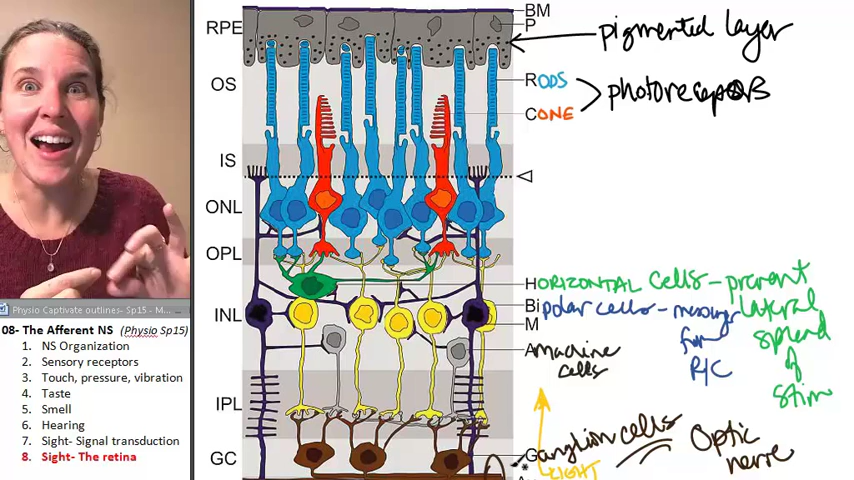 RPE
BM
P
pigmented layer
OS
RODS
CONE
photoreceptors
IS
ONL
OPL
HORIZONTAL cells - prevent
lateral
spread
of
stim
INL
Bipolar cells - messenger
from
R/C
M
Amacrine
cells
IPL
GC
Ganglion cells
Optic
nerve
LIGHT
*
Physio Captivate outlines- Sp15 - M...
08- The Afferent NS (Physio Sp15)
1. NS Organization
2. Sensory receptors
3. Touch, pressure, vibration
4. Taste
5. Smell
6. Hearing
7. Sight- Signal transduction
8. Sight- The retina